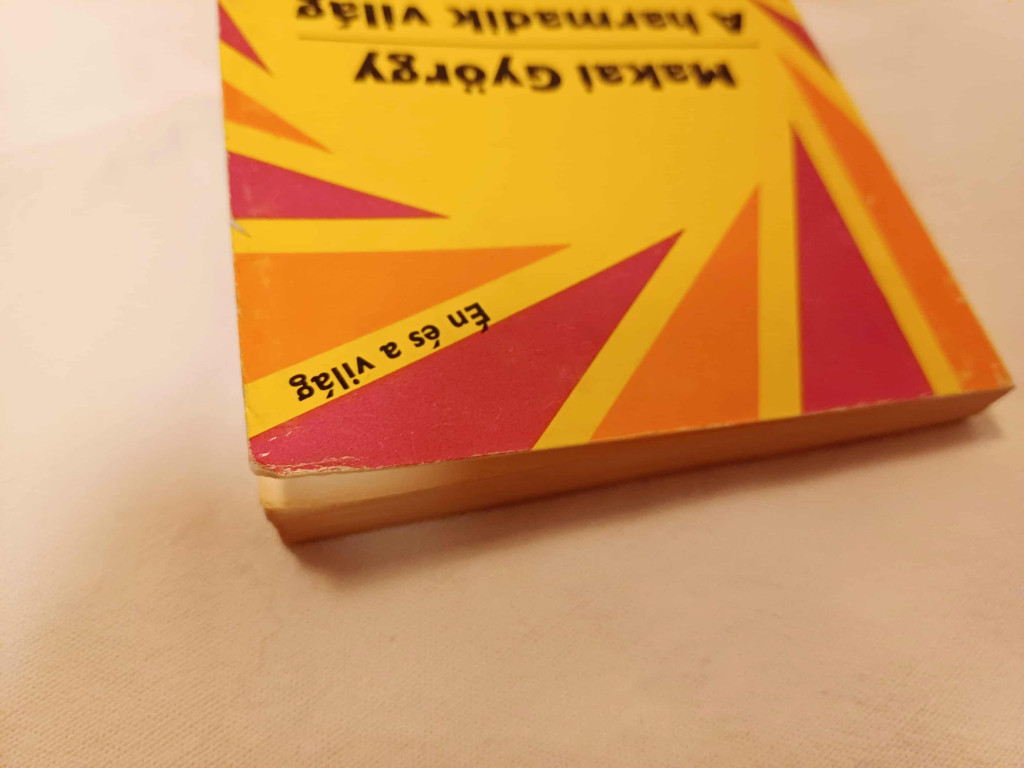 Én és a világ
Makai György
A harmadik világ